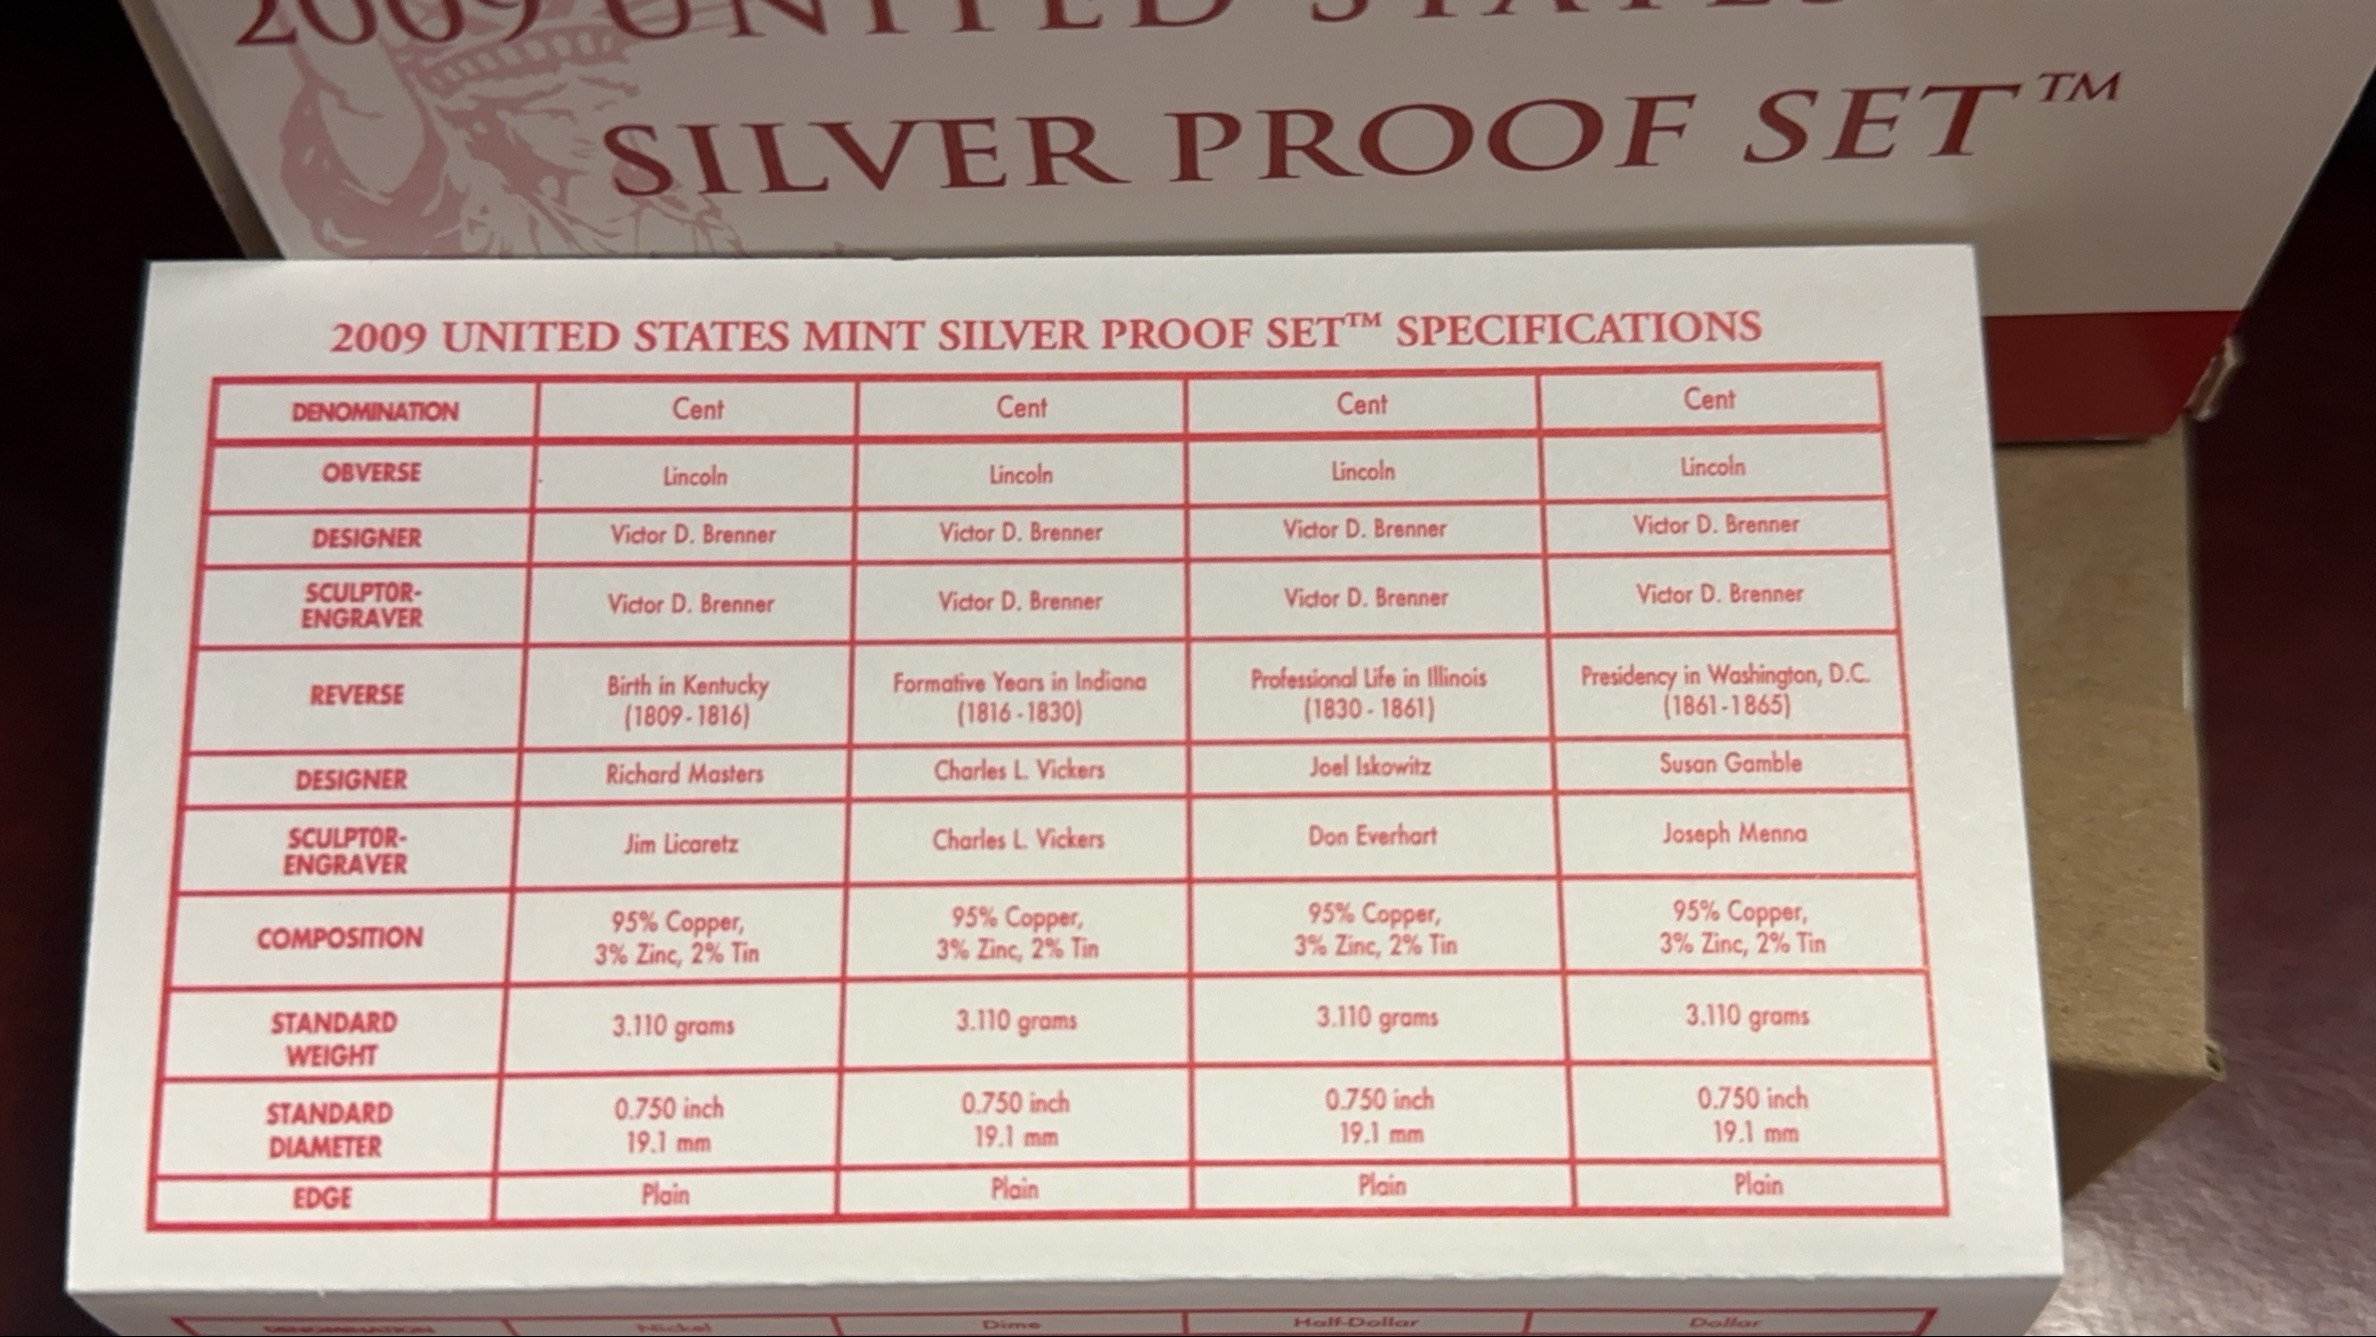 2009 UNITED STATES
SILVER PROOF SET™
2009 UNITED STATES MINT SILVER PROOF SET™ SPECIFICATIONS
DENOMINATION Cent Cent Cent Cent
OBVERSE Lincoln Lincoln Lincoln Lincoln
DESIGNER Victor D. Brenner Victor D. Brenner Victor D. Brenner Victor D. Brenner
SCULPTOR-
ENGRAVER Victor D. Brenner Victor D. Brenner Victor D. Brenner Victor D. Brenner
REVERSE Birth in Kentucky Formative Years in Indiana Professional Life in Illinois Presidency in Washington, D.C.
(1809-1816) (1816-1830) (1830-1861) (1861-1865)
DESIGNER Richard Masters Charles L. Vickers Joel Iskowitz Susan Gamble
SCULPTOR-
ENGRAVER Jim Licaretz Charles L. Vickers Don Everhart Joseph Menna
COMPOSITION 95% Copper, 95% Copper, 95% Copper, 95% Copper,
3% Zinc, 2% Tin 3% Zinc, 2% Tin 3% Zinc, 2% Tin 3% Zinc, 2% Tin
STANDARD
WEIGHT 3.110 grams 3.110 grams 3.110 grams 3.110 grams
STANDARD 0.750 inch 0.750 inch 0.750 inch 0.750 inch
DIAMETER 19.1 mm 19.1 mm 19.1 mm 19.1 mm
EDGE Plain Plain Plain Plain
DENOMINATION Nickel Dime Half-Dollar Dollar